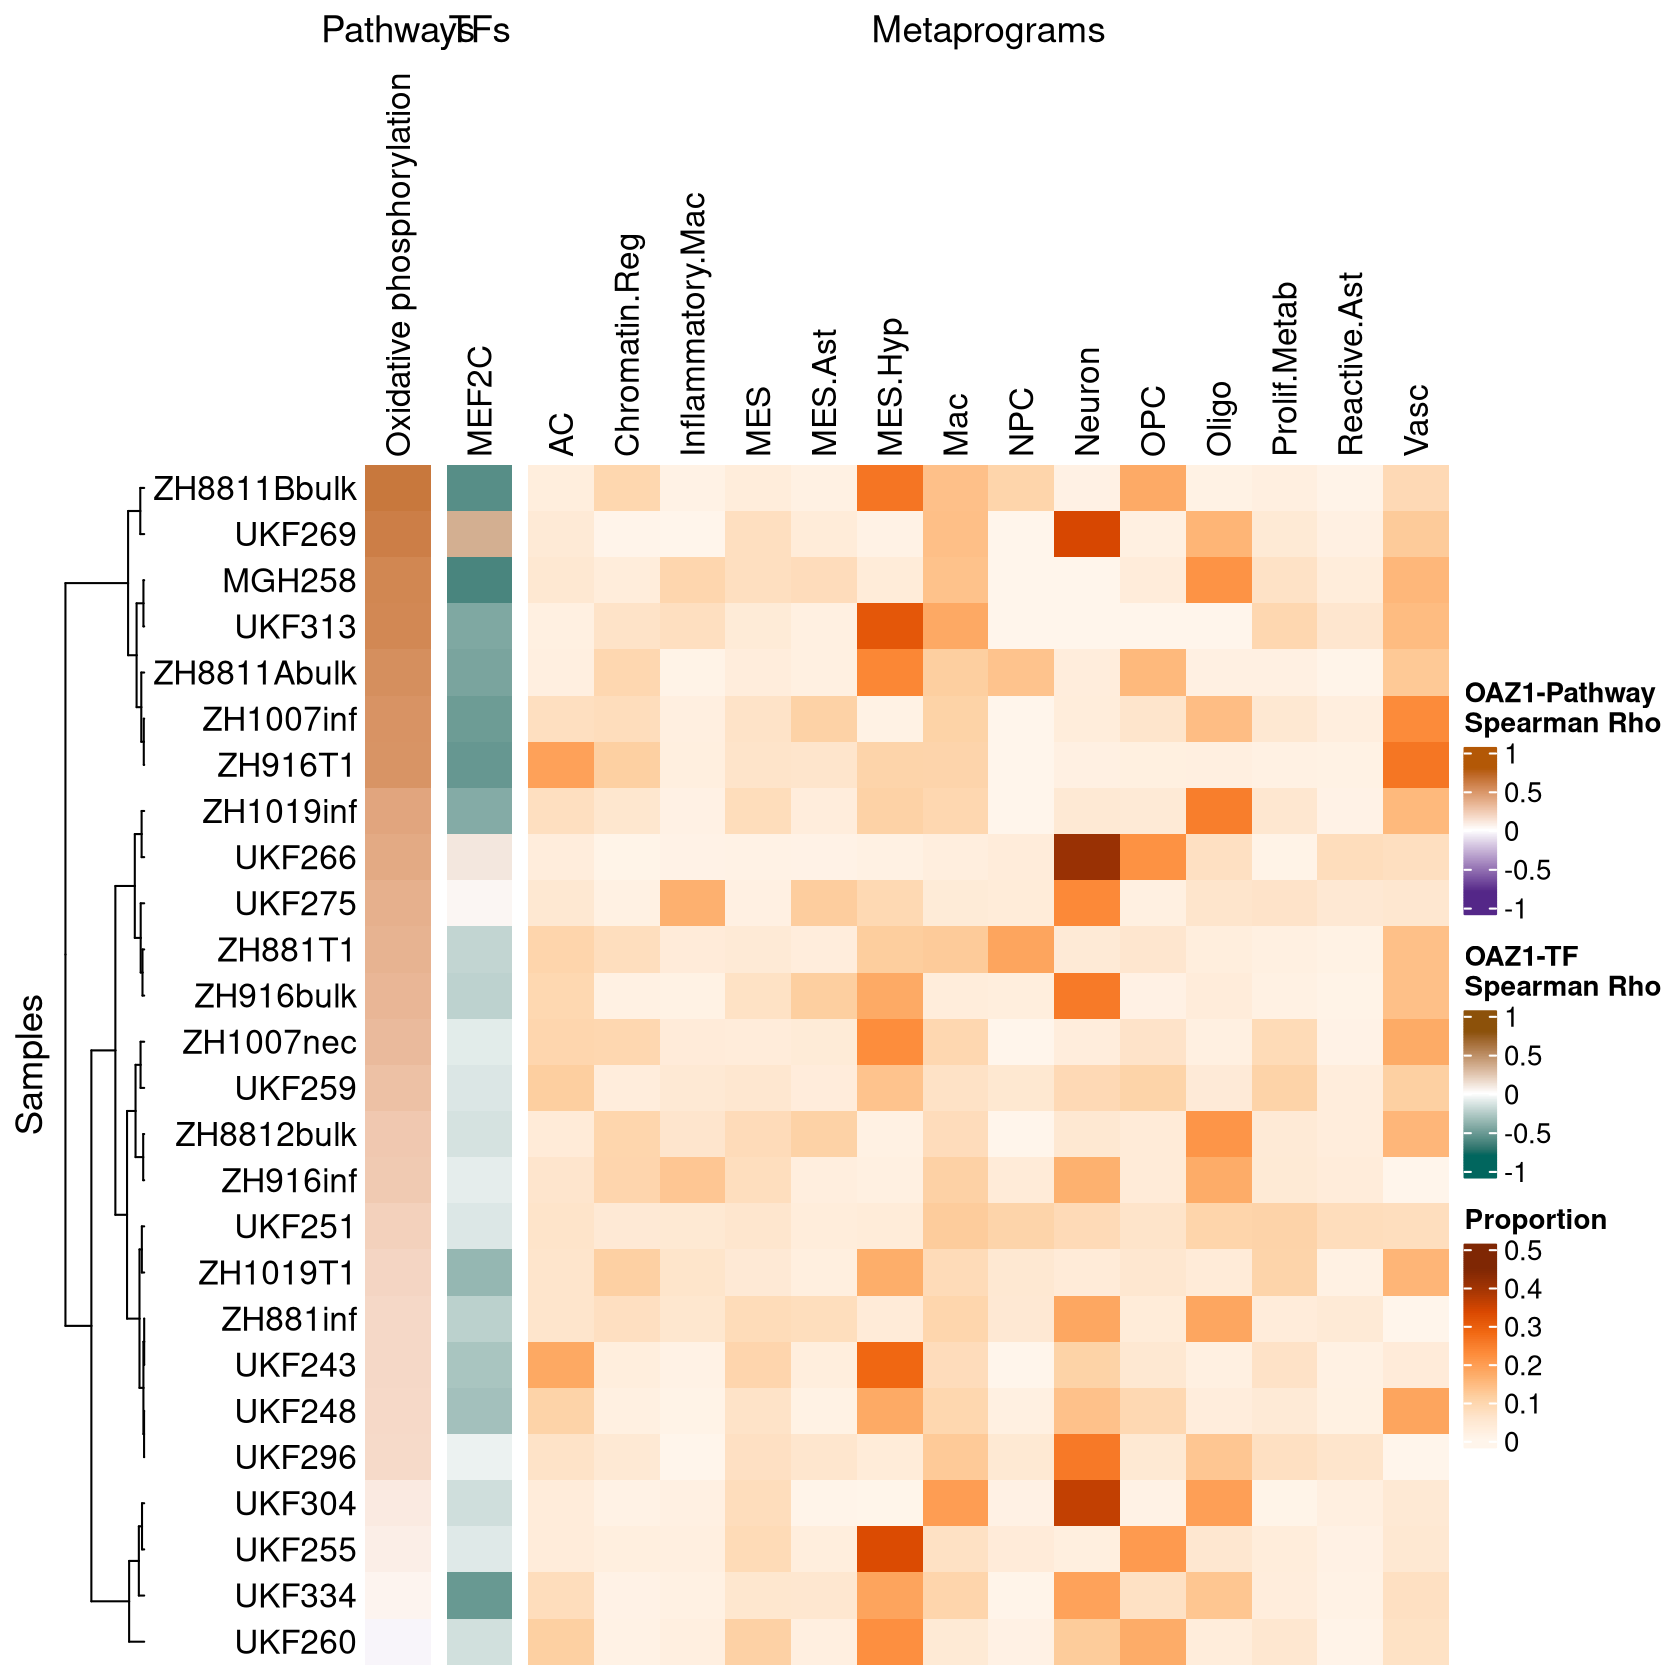 Pathways TFs Metaprograms
Oxidative phosphorylation
MEF2C
AC
Chromatin.Reg
Inflammatory.Mac
MES
MES.Ast
MES.Hyp
Mac
NPC
Neuron
OPC
Oligo
Prolif.Metab
Reactive.Ast
Vasc
Samples
ZH8811Bbulk
UKF269
MGH258
UKF313
ZH8811Abulk
ZH1007inf
ZH916T1
ZH1019inf
UKF266
UKF275
ZH881T1
ZH916bulk
ZH1007nec
UKF259
ZH8812bulk
ZH916inf
UKF251
ZH1019T1
ZH881inf
UKF243
UKF248
UKF296
UKF304
UKF255
UKF334
UKF260
OAZ1-Pathway
Spearman Rho
1
0.5
0
-0.5
-1
OAZ1-TF
Spearman Rho
1
0.5
0
-0.5
-1
Proportion
0.5
0.4
0.3
0.2
0.1
0